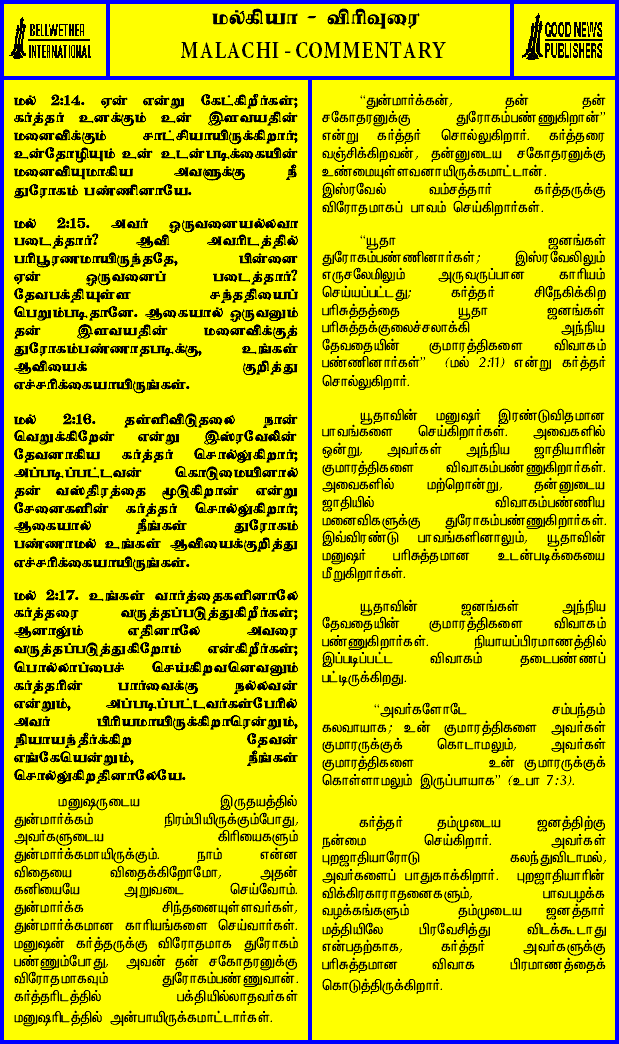 BELLWETHER
INTERNATIONAL
மல்கியா - விரிவுரை
MALACHI - COMMENTARY
GOOD NEWS
PUBLISHERS
மல் 2:14. ஏன் என்று கேட்கிறீர்கள்;
கர்த்தர் உனக்கும் உன் இளவயதின்
மனைவிக்கும் சாட்சியாயிருக்கிறார்;
உன்தோழியும் உன் உடன்படிக்கையின்
மனைவியுமாகிய அவளுக்கு நீ
துரோகம் பண்ணினாயே.
மல் 2:15. அவர் ஒருவனையல்லவா
படைத்தார்? ஆவி அவரிடத்தில்
பரிபூரணமாயிருந்ததே, பின்னை
ஏன் ஒருவனைப் படைத்தார்?
தேவபக்தியுள்ள சந்ததியைப்
பெறும்படிதானே. ஆகையால் ஒருவனும்
தன் இளவயதின் மனைவிக்குத்
துரோகம்பண்ணாதபடிக்கு, உங்கள்
ஆவியைக் குறித்து
எச்சரிக்கையாயிருங்கள்.
மல் 2:16. தள்ளிவிடுதலை நான்
வெறுக்கிறேன் என்று இஸ்ரவேலின்
தேவனாகிய கர்த்தர் சொல்லுகிறார்;
அப்படிப்பட்டவன் கொடுமையினால்
தன் வஸ்திரத்தை மூடுகிறான் என்று
சேனைகளின் கர்த்தர் சொல்லுகிறார்;
ஆகையால் நீங்கள் துரோகம்
பண்ணாமல் உங்கள் ஆவியைக்குறித்து
எச்சரிக்கையாயிருங்கள்.
மல் 2:17. உங்கள் வார்த்தைகளினாலே
கர்த்தரை வருத்தப்படுத்துகிறீர்கள்;
ஆனாலும் எதினாலே அவரை
வருத்தப்படுத்துகிறோம் என்கிறீர்கள்;
பொல்லாப்பைச் செய்கிறவனெவனும்
கர்த்தரின் பார்வைக்கு நல்லவன்
என்றும், அப்படிப்பட்டவர்கள்பேரில்
அவர் பிரியமாயிருக்கிறாரென்றும்,
நியாயந்தீர்க்கிற தேவன்
எங்கேயென்றும், நீங்கள்
சொல்லுகிறதினாலேயே.
மனுஷருடைய இருதயத்தில்
துன்மார்க்கம் நிரம்பியிருக்கும்போது,
அவர்களுடைய கிரியைகளும்
துன்மார்க்கமாயிருக்கும். நாம் என்ன
விதையை விதைக்கிறோமோ, அதன்
கனியையே அறுவடை செய்வோம்.
துன்மார்க்க சிந்தனையுள்ளவர்கள்,
துன்மார்க்கமான காரியங்களை செய்வார்கள்.
மனுஷன் கர்த்தருக்கு விரோதமாக துரோகம்
பண்ணும்போது, அவன் தன் சகோதரனுக்கு
விரோதமாகவும் துரோகம்பண்ணுவான்.
கர்த்தரிடத்தில் பக்தியில்லாதவர்கள்
மனுஷரிடத்தில் அன்பாயிருக்கமாட்டார்கள்.
“துன்மார்க்கன், தன் தன்
சகோதரனுக்கு துரோகம்பண்ணுகிறான்”
என்று கர்த்தர் சொல்லுகிறார். கர்த்தரை
வஞ்சிக்கிறவன், தன்னுடைய சகோதரனுக்கு
உண்மையுள்ளவனாயிருக்கமாட்டான்.
இஸ்ரவேல் வம்சத்தார் கர்த்தருக்கு
விரோதமாகப் பாவம் செய்கிறார்கள்.
“யூதா ஜனங்கள்
துரோகம்பண்ணினார்கள்; இஸ்ரவேலிலும்
எருசலேமிலும் அருவருப்பான காரியம்
செய்யப்பட்டது; கர்த்தர் சிநேகிக்கிற
பரிசுத்தத்தை யூதா ஜனங்கள்
பரிசுத்தக்குலைச்சலாக்கி அந்நிய
தேவதையின் குமாரத்திகளை விவாகம்
பண்ணினார்கள்” (மல் 2:11) என்று கர்த்தர்
சொல்லுகிறார்.
யூதாவின் மனுஷர் இரண்டுவிதமான
பாவங்களை செய்கிறார்கள். அவைகளில்
ஒன்று, அவர்கள் அந்நிய ஜாதியாரின்
குமாரத்திகளை விவாகம்பண்ணுகிறார்கள்.
அவைகளில் மற்றொன்று, தன்னுடைய
ஜாதியில் விவாகம்பண்ணிய
மனைவிகளுக்கு துரோகம்பண்ணுகிறார்கள்.
இவ்விரண்டு பாவங்களினாலும், யூதாவின்
மனுஷர் பரிசுத்தமான உடன்படிக்கையை
மீறுகிறார்கள்.
யூதாவின் ஜனங்கள் அந்நிய
தேவதையின் குமாரத்திகளை விவாகம்
பண்ணுகிறார்கள். நியாயப்பிரமாணத்தில்
இப்படிப்பட்ட விவாகம் தடைபண்ணப்
பட்டிருக்கிறது.
“அவர்களோடே சம்பந்தம்
கலவாயாக; உன் குமாரத்திகளை அவர்கள்
குமாரருக்குக் கொடாமலும், அவர்கள்
குமாரத்திகளை உன் குமாரருக்குக்
கொள்ளாமலும் இருப்பாயாக” (உபா 7:3).
கர்த்தர் தம்முடைய ஜனத்திற்கு
நன்மை செய்கிறார். அவர்கள்
புறஜாதியாரோடு கலந்துவிடாமல்,
அவர்களைப் பாதுகாக்கிறார். புறஜாதியாரின்
விக்கிரகாராதனைகளும், பாவபழக்க
வழக்கங்களும் தம்முடைய ஜனத்தார்
மத்தியிலே பிரவேசித்து விடக்கூடாது
என்பதற்காக, கர்த்தர் அவர்களுக்கு
பரிசுத்தமான விவாக பிரமாணத்தைக்
கொடுத்திருக்கிறார்.